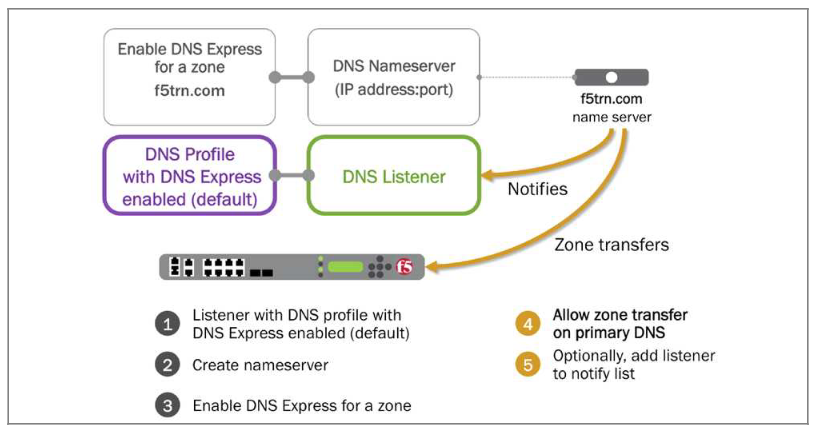 Enable DNS Express
for a zone
f5trn.com
DNS Nameserver
(IP address:port)
f5trn.com
name server
DNS Profile
with DNS Express
enabled (default)
DNS Listener
Notifies
Zone transfers
f5
1 Listener with DNS profile with
DNS Express enabled (default)
2 Create nameserver
3 Enable DNS Express for a zone
4 Allow zone transfer
on primary DNS
5 Optionally, add listener
to notify list